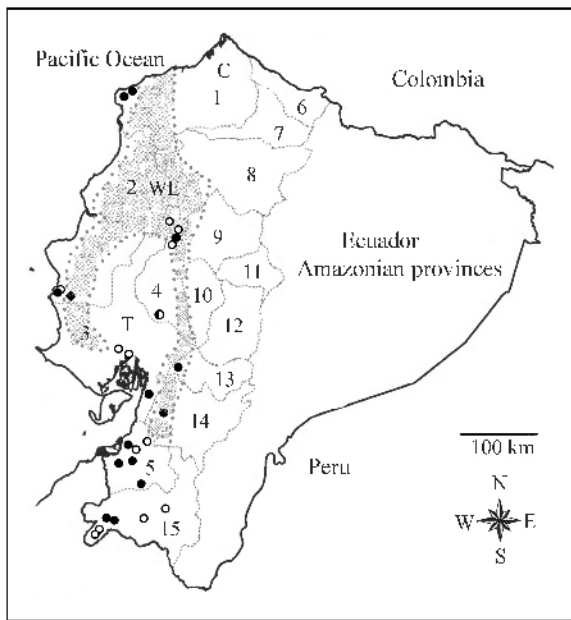 Pacific Ocean
C
Colombia
1
6
7
8
2
WL
9
Ecuador
Amazonian provinces
11
4
10
3
T
12
13
14
100 km
5
Peru
N
W
E
S
15